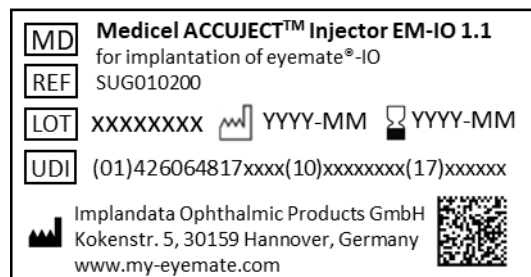 MD Medicel ACCUJECT™ Injector EM-IO 1.1
for implantation of eyemate®-IO
REF SUG010200
LOT XXXXXXXX YYYY-MM YYYY-MM
UDI (01)426064817xxxx(10)xxxxxxxx(17)xxxxxx
Implandata Ophthalmic Products GmbH
Kokenstr. 5, 30159 Hannover, Germany
www.my-eyemate.com